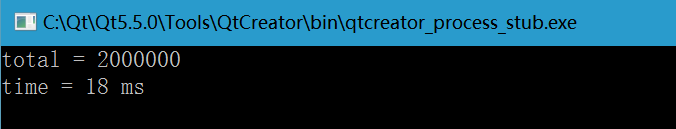 C:\Qt\Qt5.5.0\Tools\QtCreator\bin\qtcreator_process_stub.exe
total = 2000000
time = 18 ms